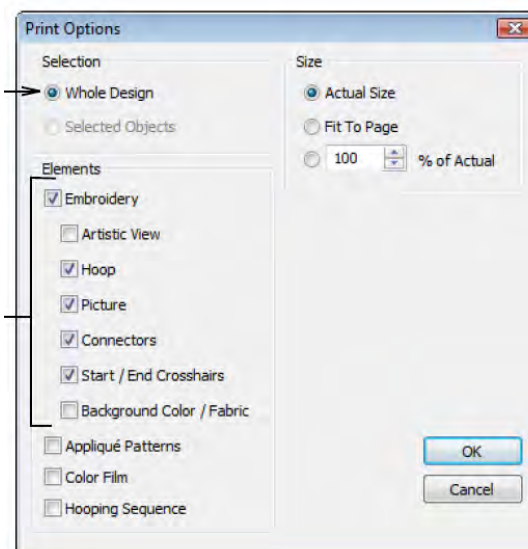 Print Options
Selection
Whole Design
Selected Objects
Elements
Embroidery
Artistic View
Hoop
Picture
Connectors
Start / End Crosshairs
Background Color / Fabric
Appliqué Patterns
Color Film
Hooping Sequence
Size
Actual Size
Fit To Page
100 % of Actual
OK
Cancel